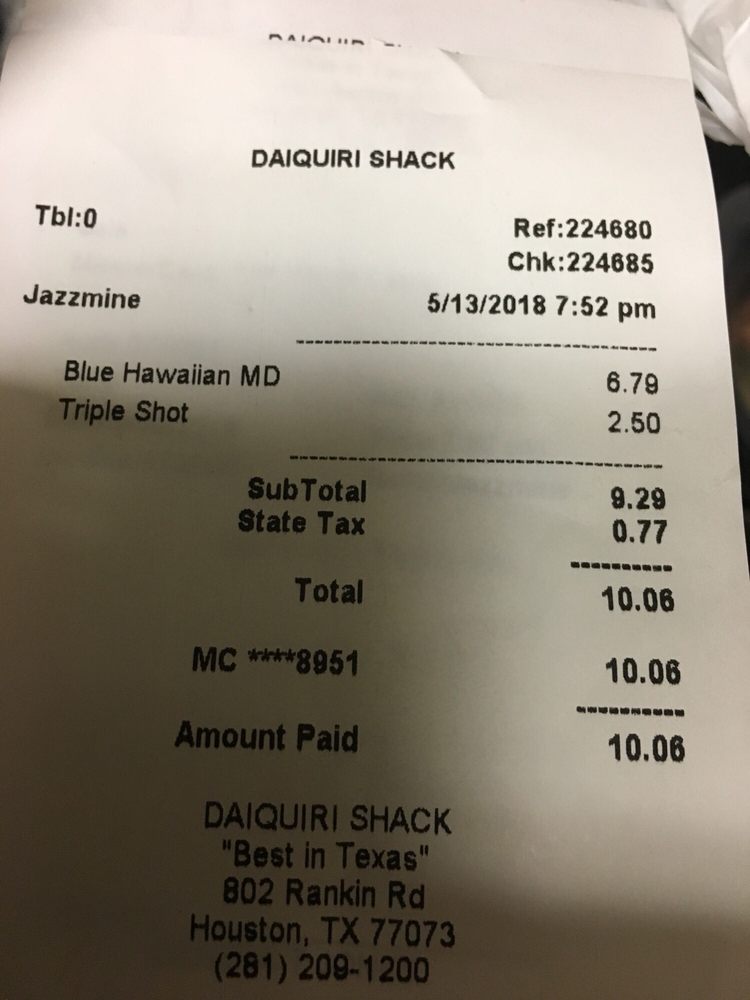 DAIQUIRI SHACK
Tbl:0 Ref:224680
Chk:224685
Jazzmine 5/13/2018 7:52 pm
Blue Hawaiian MD 6.79
Triple Shot 2.50
SubTotal 9.29
State Tax 0.77
Total 10.06
MC ****8951 10.06
Amount Paid 10.06
DAIQUIRI SHACK
"Best in Texas"
802 Rankin Rd
Houston, TX 77073
(281) 209-1200